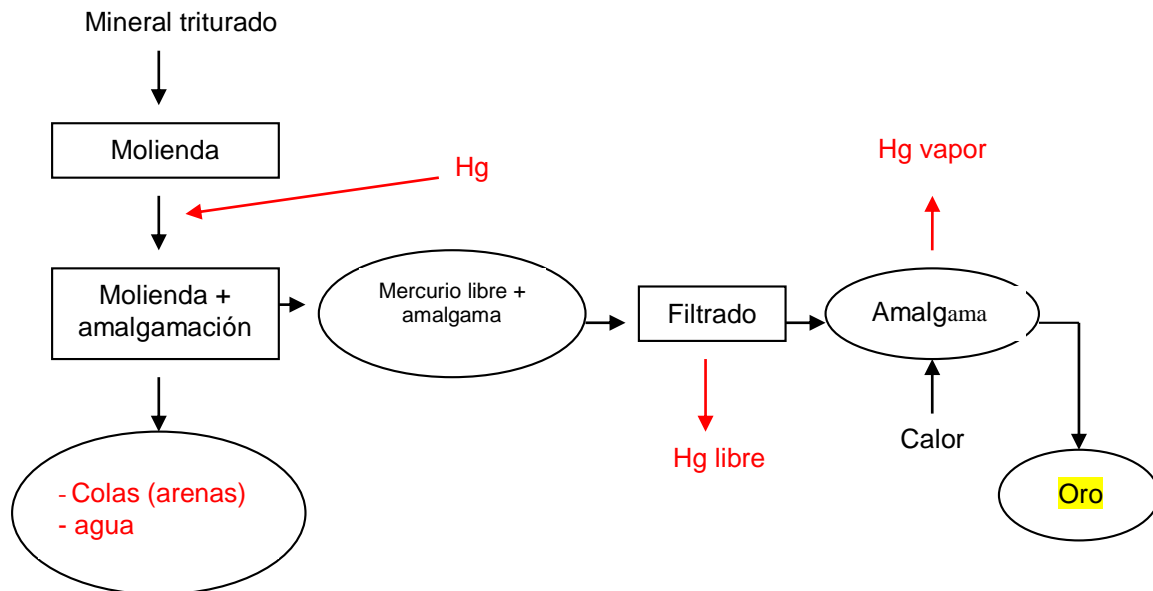 Mineral triturado
Molienda
Hg
Hg vapor
Molienda +
amalgamación
Mercurio libre +
amalgama
Filtrado
Amalgama
Hg libre
Calor
- Colas (arenas)
- agua
Oro